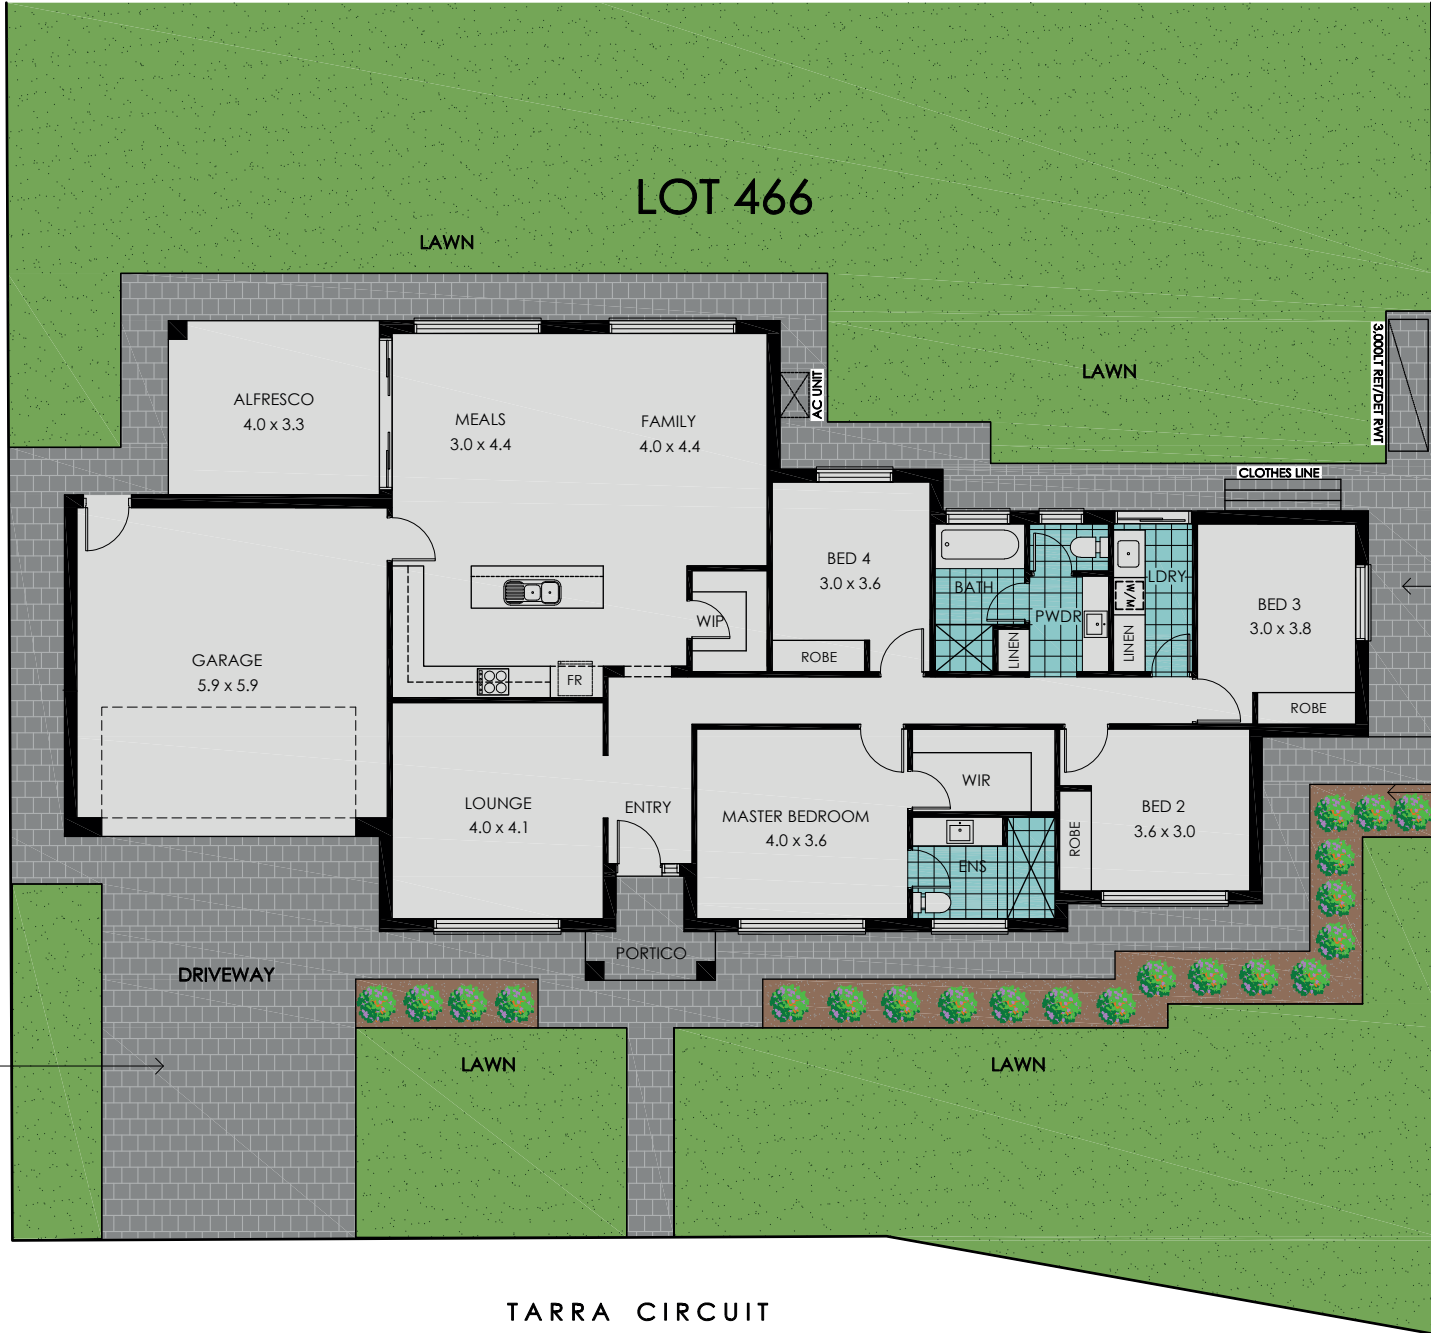 LOT 466
LAWN
3,000LT RET/DET RWT
LAWN
AC UNIT
ALFRESCO
4.0 x 3.3
MEALS
3.0 x 4.4
FAMILY
4.0 x 4.4
CLOTHES LINE
BED 4
3.0 x 3.6
BATH
PWDR
LDRY
W/M
LINEN
LINEN
BED 3
3.0 x 3.8
WIP
ROBE
GARAGE
5.9 x 5.9
FR
ROBE
LOUNGE
4.0 x 4.1
ENTRY
MASTER BEDROOM
4.0 x 3.6
WIR
ENS
ROBE
BED 2
3.6 x 3.0
PORTICO
DRIVEWAY
LAWN
LAWN
TARRA CIRCUIT